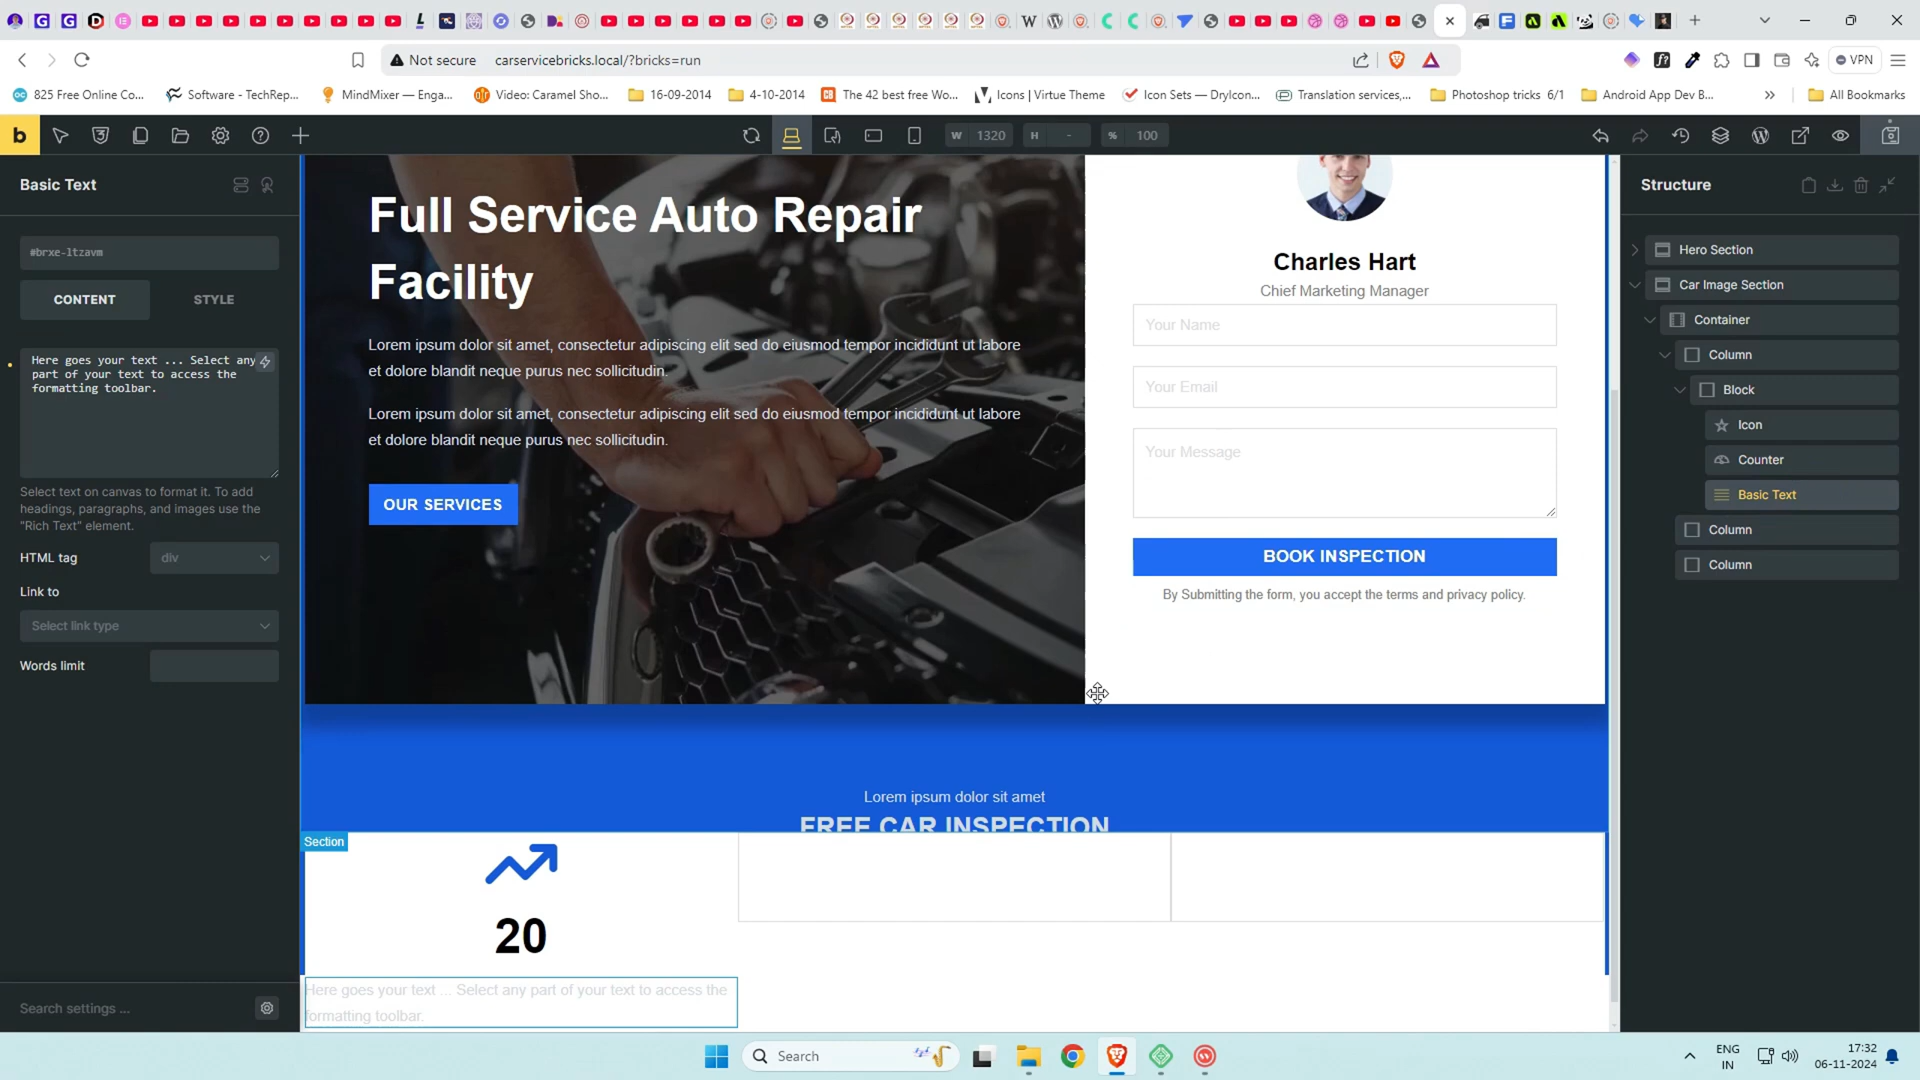 Not secure
carservicebricks.local/?bricks=run
VPN
825 Free Online Co...
Software - TechRep...
MindMixer — Enga...
Video: Caramel Sho...
16-09-2014
4-10-2014
The 42 best free Wo...
Icons | Virtue Theme
Icon Sets — DryIcon...
Translation services,...
Photoshop tricks 6/1
Android App Dev B...
All Bookmarks
b
W 1320
H -
% 100
Basic Text
#brxe-ltzavm
CONTENT
STYLE
Here goes your text ... Select any
part of your text to access the
formatting toolbar.
Select text on canvas to format it. To add
headings, paragraphs, and images use the
"Rich Text" element.
HTML tag
div
Link to
Select link type
Words limit
Search settings ...
Full Service Auto Repair
Facility
Lorem ipsum dolor sit amet, consectetur adipiscing elit sed do eiusmod tempor incididunt ut labore
et dolore blandit neque purus nec sollicitudin.
Lorem ipsum dolor sit amet, consectetur adipiscing elit sed do eiusmod tempor incididunt ut labore
et dolore blandit neque purus nec sollicitudin.
OUR SERVICES
Charles Hart
Chief Marketing Manager
Your Name
Your Email
Your Message
BOOK INSPECTION
By Submitting the form, you accept the terms and privacy policy.
Lorem ipsum dolor sit amet
FREE CAR INSPECTION
Section
20
Here goes your text ... Select any part of your text to access the
formatting toolbar.
Structure
Hero Section
Car Image Section
Container
Column
Block
Icon
Counter
Basic Text
Column
Column
Search
ENG
IN
17:32
06-11-2024